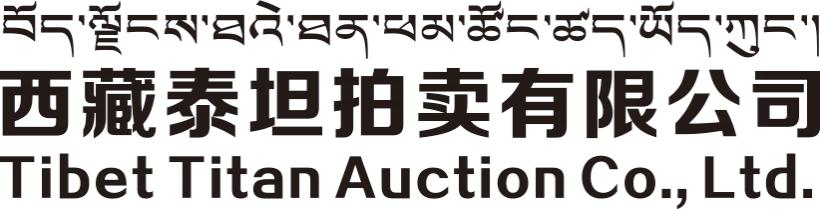 བོད་ལྗོངས་ཐའེ་ཐན་ཕམ་ཚོང་ཚད་ཡོད་ཀུང་།
西藏泰坦拍卖有限公司
Tibet Titan Auction Co., Ltd.